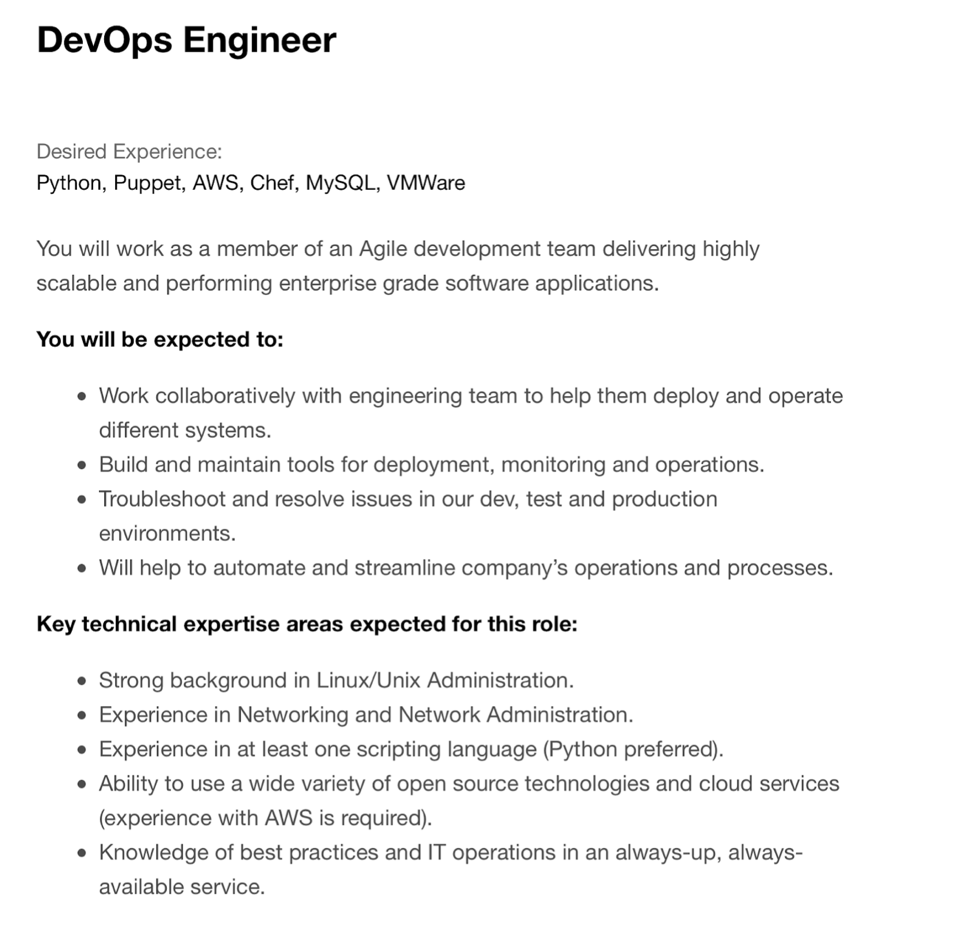 DevOps Engineer
Desired Experience:
Python, Puppet, AWS, Chef, MySQL, VMWare
You will work as a member of an Agile development team delivering highly
scalable and performing enterprise grade software applications.
You will be expected to:
• Work collaboratively with engineering team to help them deploy and operate
different systems.
• Build and maintain tools for deployment, monitoring and operations.
• Troubleshoot and resolve issues in our dev, test and production
environments.
• Will help to automate and streamline company’s operations and processes.
Key technical expertise areas expected for this role:
• Strong background in Linux/Unix Administration.
• Experience in Networking and Network Administration.
• Experience in at least one scripting language (Python preferred).
• Ability to use a wide variety of open source technologies and cloud services
(experience with AWS is required).
• Knowledge of best practices and IT operations in an always-up, always-
available service.